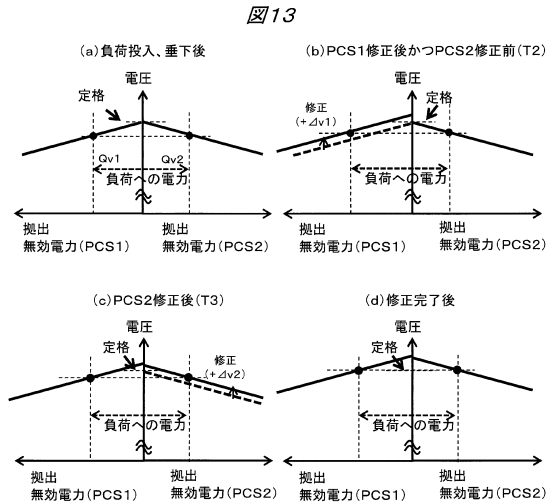 図13
(a)負荷投入、垂下後
電圧
定格
Qv1
Qv2
負荷への電力
拠出
無効電力(PCS1)
拠出
無効電力(PCS2)
(b)PCS1修正後かつPCS2修正前(T2)
電圧
修正
(+⊿v1)
定格
負荷への電力
拠出
無効電力(PCS1)
拠出
無効電力(PCS2)
(c)PCS2修正後(T3)
電圧
定格
修正
(+⊿v2)
負荷への電力
拠出
無効電力(PCS1)
拠出
無効電力(PCS2)
(d)修正完了後
電圧
定格
負荷への電力
拠出
無効電力(PCS1)
拠出
無効電力(PCS2)